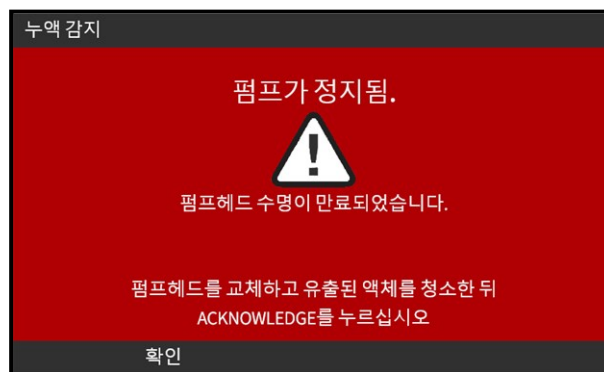 누액 감지
펌프가 정지됨.
펌프헤드 수명이 만료되었습니다.
펌프헤드를 교체하고 유출된 액체를 청소한 뒤
ACKNOWLEDGE를 누르십시오
확인